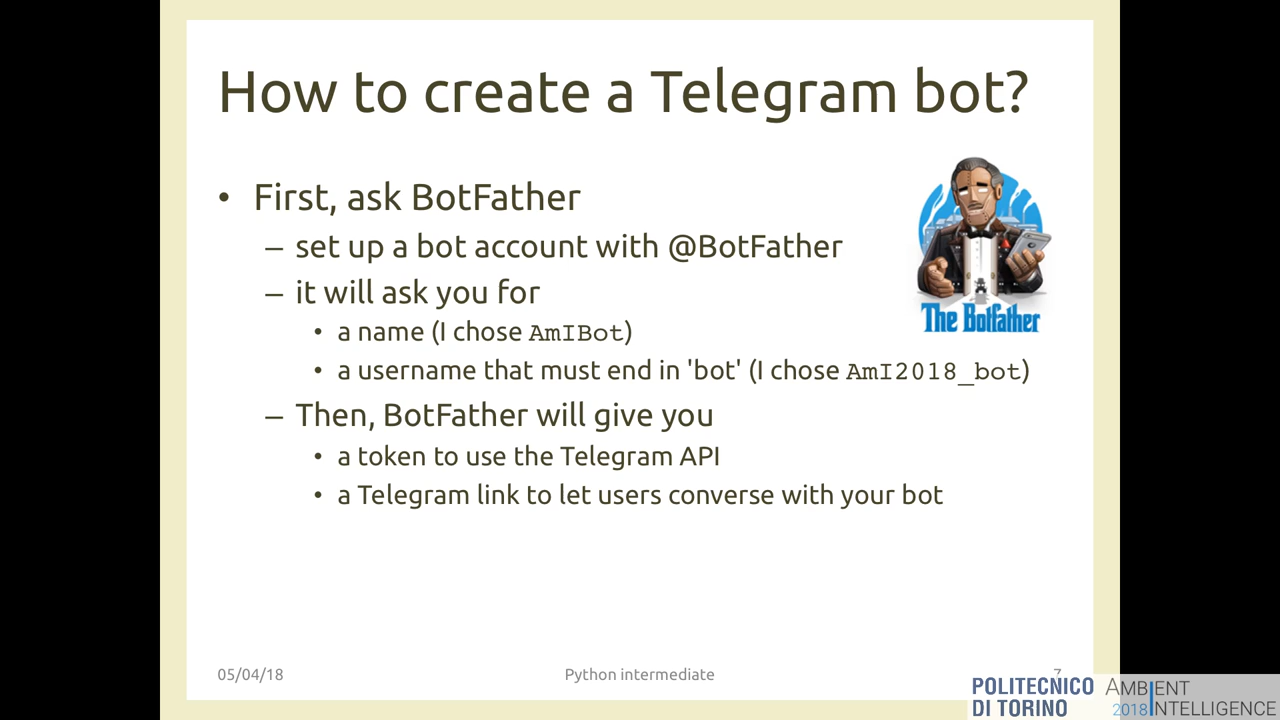 How to create a Telegram bot?
• First, ask BotFather
– set up a bot account with @BotFather
– it will ask you for
• a name (I chose AmIBot)
• a username that must end in 'bot' (I chose AmI2018_bot)
– Then, BotFather will give you
• a token to use the Telegram API
• a Telegram link to let users converse with your bot
The Botfather
05/04/18
Python intermediate
7
POLITECNICO
DI TORINO
AMBIENT
2018 INTELLIGENCE